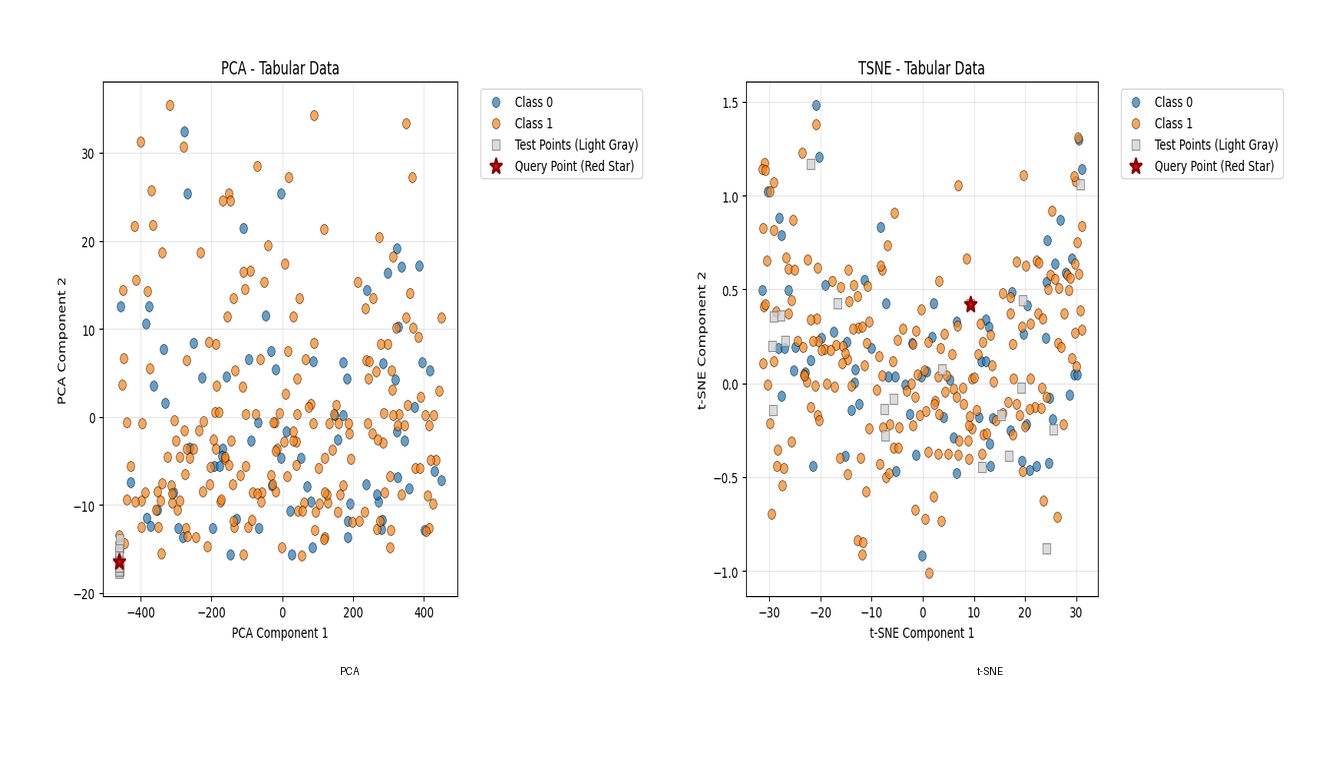 PCA - Tabular Data
PCA Component 2
30
20
10
0
−10
−20
−400
−200
0
200
400
PCA Component 1
Class 0
Class 1
Test Points (Light Gray)
Query Point (Red Star)
PCA
TSNE - Tabular Data
t-SNE Component 2
1.5
1.0
0.5
0.0
−0.5
−1.0
−30
−20
−10
0
10
20
30
t-SNE Component 1
Class 0
Class 1
Test Points (Light Gray)
Query Point (Red Star)
t-SNE